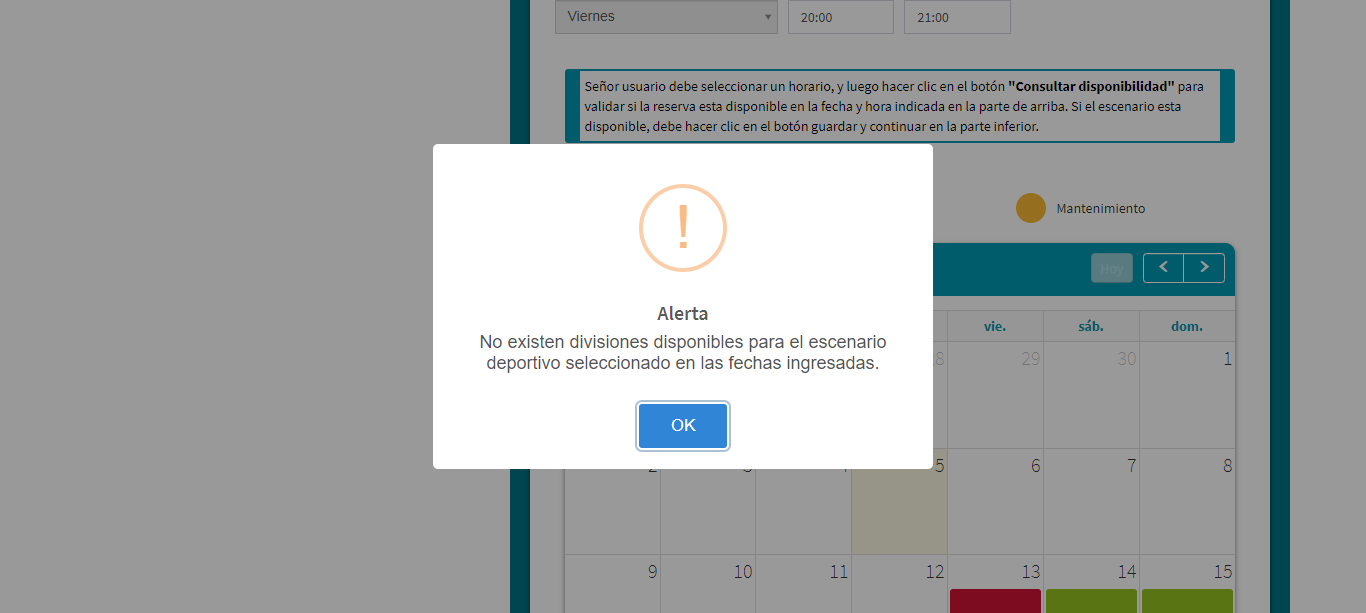 Viernes 20:00 21:00
Señor usuario debe seleccionar un horario, y luego hacer clic en el botón "Consultar disponibilidad" para
validar si la reserva esta disponible en la fecha y hora indicada en la parte de arriba. Si el escenario esta
disponible, debe hacer clic en el botón guardar y continuar en la parte inferior.
Mantenimiento
Hoy
!
Alerta
No existen divisiones disponibles para el escenario
deportivo seleccionado en las fechas ingresadas.
OK
vie. sáb. dom.
29 30 1
5 6 7 8
9 10 11 12 13 14 15